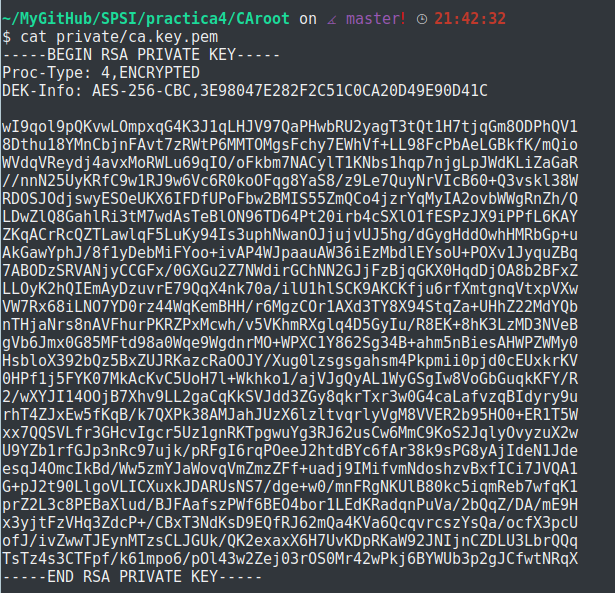 ~/MyGitHub/SPSI/practica4/CAroot on master! 21:42:32
$ cat private/ca.key.pem
-----BEGIN RSA PRIVATE KEY-----
Proc-Type: 4,ENCRYPTED
DEK-Info: AES-256-CBC,3E98047E282F2C51C0CA20D49E90D41C
wI9qol9pQKvwLOmpxqG4K3J1qLHJV97QaPHwbRU2yagT3tQt1H7tjqGm8ODPhQV1
8Dthu18YMnCbjnFAvt7zRWtP6MMTOMgsFchy7EWhVf+LL98FcPbAeLGBkfK/mQio
WVdqVReydj4avxMoRWLu69qIO/oFkbm7NACylT1KNbs1hqp7njgLpJWdKLiZaGaR
//nnN25UyKRfC9w1RJ9w6Vc6R0koOFqg8YaS8/z9Le7QuyNrVIcB60+Q3vskl38W
RDOSJOdjswyESOeUKX6IFDfUPoFbw2BMIS55ZmQCo4jzrYqMyIA2ovbWWgRnZh/Q
LDwZlQ8GahlRi3tM7wdAsTeBlON96TD64Pt20irb4cSXlO1fESPzJX9iPPfL6KAY
ZKqACrRcQZTLawlqF5LuKy94Is3uphNwanOJjujvUJ5hg/dGygHddOwhHMRbGp+u
AkGawYphJ/8f1yDebMiFYoo+ivAP4WJpaauAW36iEzMbdlEYsoU+POXv1JyquZBq
7ABODzSRVANjyCCGFx/0GXGu2Z7NWdirGChNN2GJjFzBjqGKX0HqdDjOA8b2BFxZ
LLOyK2hQIEmAyDzuvrE79QqX4nk70a/ilU1hlSCK9AKCKfju6rfXmtgnqVtxpVXw
VW7Rx68iLNO7YD0rz44WqKemBHH/r6MgzCOr1AXd3TY8X94StqZa+UHhZ22MdYQb
nTHjaNrs8nAVFhurPKRZPxMcwh/v5VKhmRXglq4D5GyIu/R8EK+8hK3LzMD3NVeB
gVb6Jmx0G85MFtd98a0Wqe9WgdnrMO+WPXC1Y862Sg34B+ahm5nBiesAHWPZWMy0
HsbloX392bQz5BxZUJRKazcRaOOJY/Xug0lzsgsgahsm4Pkpmii0pjd0cEUxkrKV
0HPf1j5FYK07MkAcKvC5UoH7l+Wkhko1/ajVJgQyAL1WyGSgIw8VoGbGuqkKFY/R
2/wXYJI14OOjB7Xhv9LL2gaCqKkSVJdd3ZGy8qkrTxr3w0G4caLafvzqBIdyry9u
rhT4ZJxEw5fKqB/k7QXPk38AMJahJUzX6lzltvqrlyVgM8VVER2b95HO0+ER1T5W
xx7QQSVLfr3GHcvIgcr5Uz1gnRKTpgwuYg3RJ62usCw6MmC9KoS2JqlyOvyzuX2w
U9YZb1rfGJp3nRc97ujk/pRFgI6rqPOeeJ2htdBYc6fAr38k9sPG8yAjIdeN1Jde
esqJ4OmcIkBd/Ww5zmYJaWovqVmZmzZFf+uadj9IMifvmNdoshzvBxfICi7JVQA1
G+pJ2t90LlgoVLICXuxkJDARUsNS7/dge+w0/mnFRgNKUlB80kc5iqmReb7wfqK1
prZ2L3c8PEBaXlud/BJFAafszPWf6BEO4bor1LEdKRadqnPuVa/2bQqZ/DA/mE9H
x3yjtFzVHq3ZdcP+/CBxT3NdKsD9EQfRJ62mQa4KVa6QcqvrcszYsQa/ocfX3pcU
ofJ/ivZwwTJEynMTzsCLJGUk/QK2exaxX6H7UvKDpRKaW92JNIjnCZDLU3LbrQQq
TsTz4s3CTFpf/k61mpo6/pOl43w2Zej03rOS0Mr42wPkj6BYWUb3p2gJCfwtNRqX
-----END RSA PRIVATE KEY-----